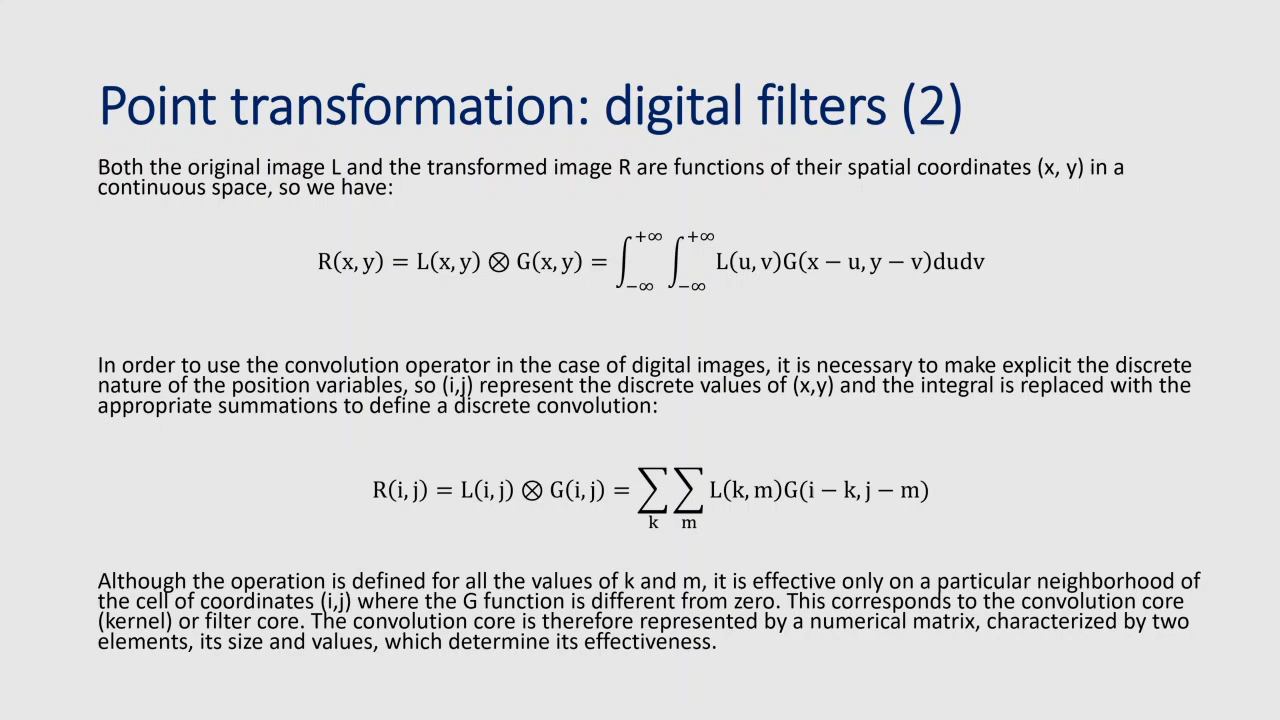 Point transformation: digital filters (2)
Both the original image L and the transformed image R are functions of their spatial coordinates (x, y) in a
continuous space, so we have:
R(x, y) = L(x, y) ⊗ G(x, y) = ∫_{−∞}^{+∞} ∫_{−∞}^{+∞} L(u, v)G(x − u, y − v)dudv
In order to use the convolution operator in the case of digital images, it is necessary to make explicit the discrete
nature of the position variables, so (i,j) represent the discrete values of (x,y) and the integral is replaced with the
appropriate summations to define a discrete convolution:
R(i, j) = L(i, j) ⊗ G(i, j) = ∑_k ∑_m L(k, m)G(i − k, j − m)
Although the operation is defined for all the values of k and m, it is effective only on a particular neighborhood of
the cell of coordinates (i,j) where the G function is different from zero. This corresponds to the convolution core
(kernel) or filter core. The convolution core is therefore represented by a numerical matrix, characterized by two
elements, its size and values, which determine its effectiveness.